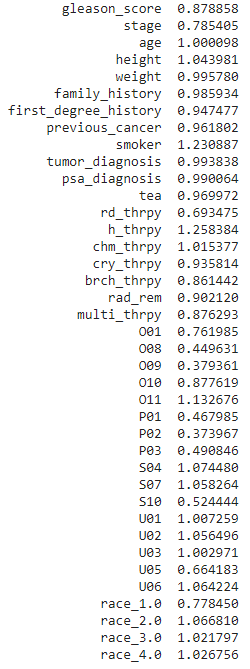 gleason_score 0.878858
stage 0.785405
age 1.000098
height 1.043981
weight 0.995780
family_history 0.985934
first_degree_history 0.947477
previous_cancer 0.961802
smoker 1.230887
tumor_diagnosis 0.993838
psa_diagnosis 0.990064
tea 0.969972
rd_thrpy 0.693475
h_thrpy 1.258384
chm_thrpy 1.015377
cry_thrpy 0.935814
brch_thrpy 0.861442
rad_rem 0.902120
multi_thrpy 0.876293
O01 0.761985
O08 0.449631
O09 0.379361
O10 0.877619
O11 1.132676
P01 0.467985
P02 0.373967
P03 0.490846
S04 1.074480
S07 1.058264
S10 0.524444
U01 1.007259
U02 1.056496
U03 1.002971
U05 0.664183
U06 1.064224
race_1.0 0.778450
race_2.0 1.066810
race_3.0 1.021797
race_4.0 1.026756